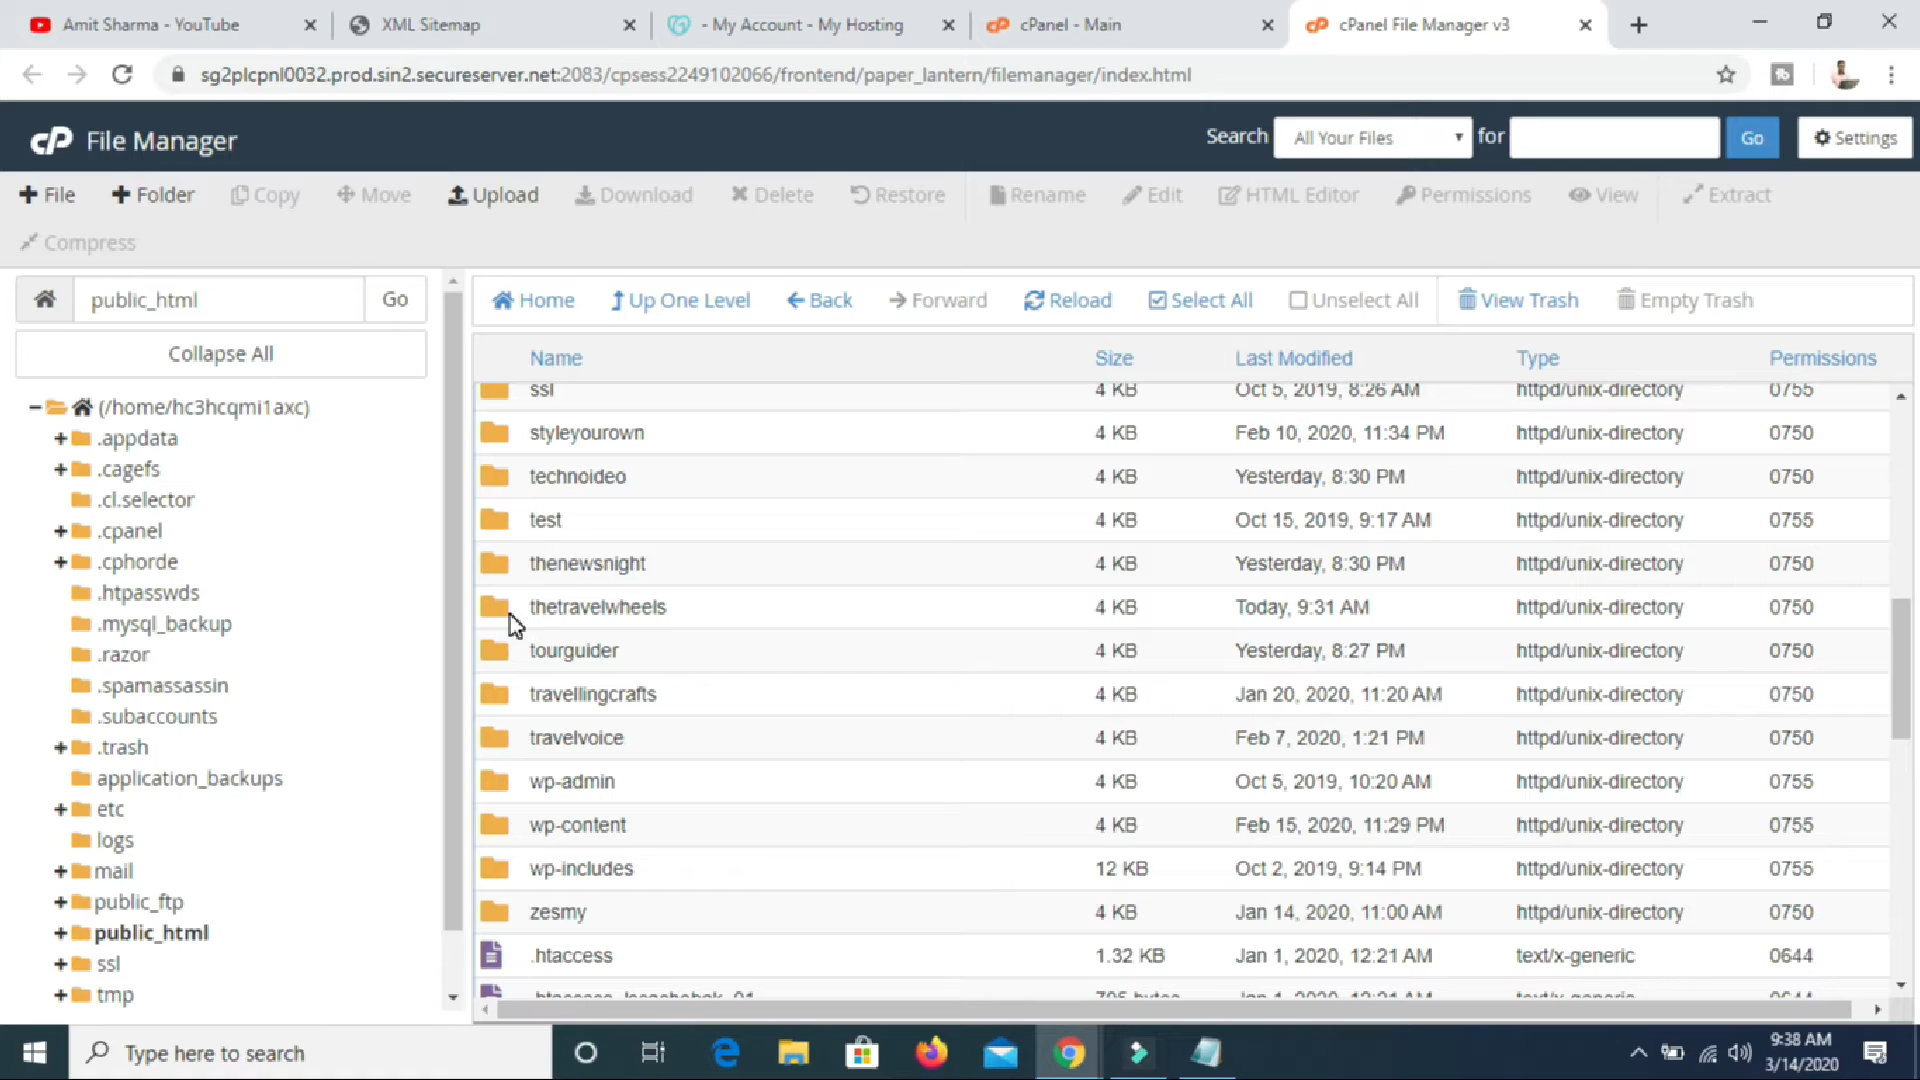 Amit Sharma - YouTube
XML Sitemap
- My Account - My Hosting
cPanel - Main
cPanel File Manager v3
sg2plcpnl0032.prod.sin2.secureserver.net:2083/cpsess2249102066/frontend/paper_lantern/filemanager/index.html
cP File Manager
Search All Your Files for Go Settings
File Folder Copy Move Upload Download Delete Restore Rename Edit HTML Editor Permissions View Extract
Compress
public_html Go
Collapse All
(/home/hc3hcqmi1axc)
.appdata
.cagefs
.cl.selector
.cpanel
.cphorde
.htpasswds
.mysql_backup
.razor
.spamassassin
.subaccounts
.trash
application_backups
etc
logs
mail
public_ftp
public_html
ssl
tmp
Home Up One Level Back Forward Reload Select All Unselect All View Trash Empty Trash
Name Size Last Modified Type Permissions
ssl 4 KB Oct 5, 2019, 8:26 AM httpd/unix-directory 0755
styleyourown 4 KB Feb 10, 2020, 11:34 PM httpd/unix-directory 0750
technoideo 4 KB Yesterday, 8:30 PM httpd/unix-directory 0750
test 4 KB Oct 15, 2019, 9:17 AM httpd/unix-directory 0755
thenewsnight 4 KB Yesterday, 8:30 PM httpd/unix-directory 0750
thetravelwheels 4 KB Today, 9:31 AM httpd/unix-directory 0750
tourguider 4 KB Yesterday, 8:27 PM httpd/unix-directory 0750
travellingcrafts 4 KB Jan 20, 2020, 11:20 AM httpd/unix-directory 0750
travelvoice 4 KB Feb 7, 2020, 1:21 PM httpd/unix-directory 0750
wp-admin 4 KB Oct 5, 2019, 10:20 AM httpd/unix-directory 0755
wp-content 4 KB Feb 15, 2020, 11:29 PM httpd/unix-directory 0755
wp-includes 12 KB Oct 2, 2019, 9:14 PM httpd/unix-directory 0755
zesmy 4 KB Jan 14, 2020, 11:00 AM httpd/unix-directory 0750
.htaccess 1.32 KB Jan 1, 2020, 12:21 AM text/x-generic 0644
Type here to search
9:38 AM
3/14/2020